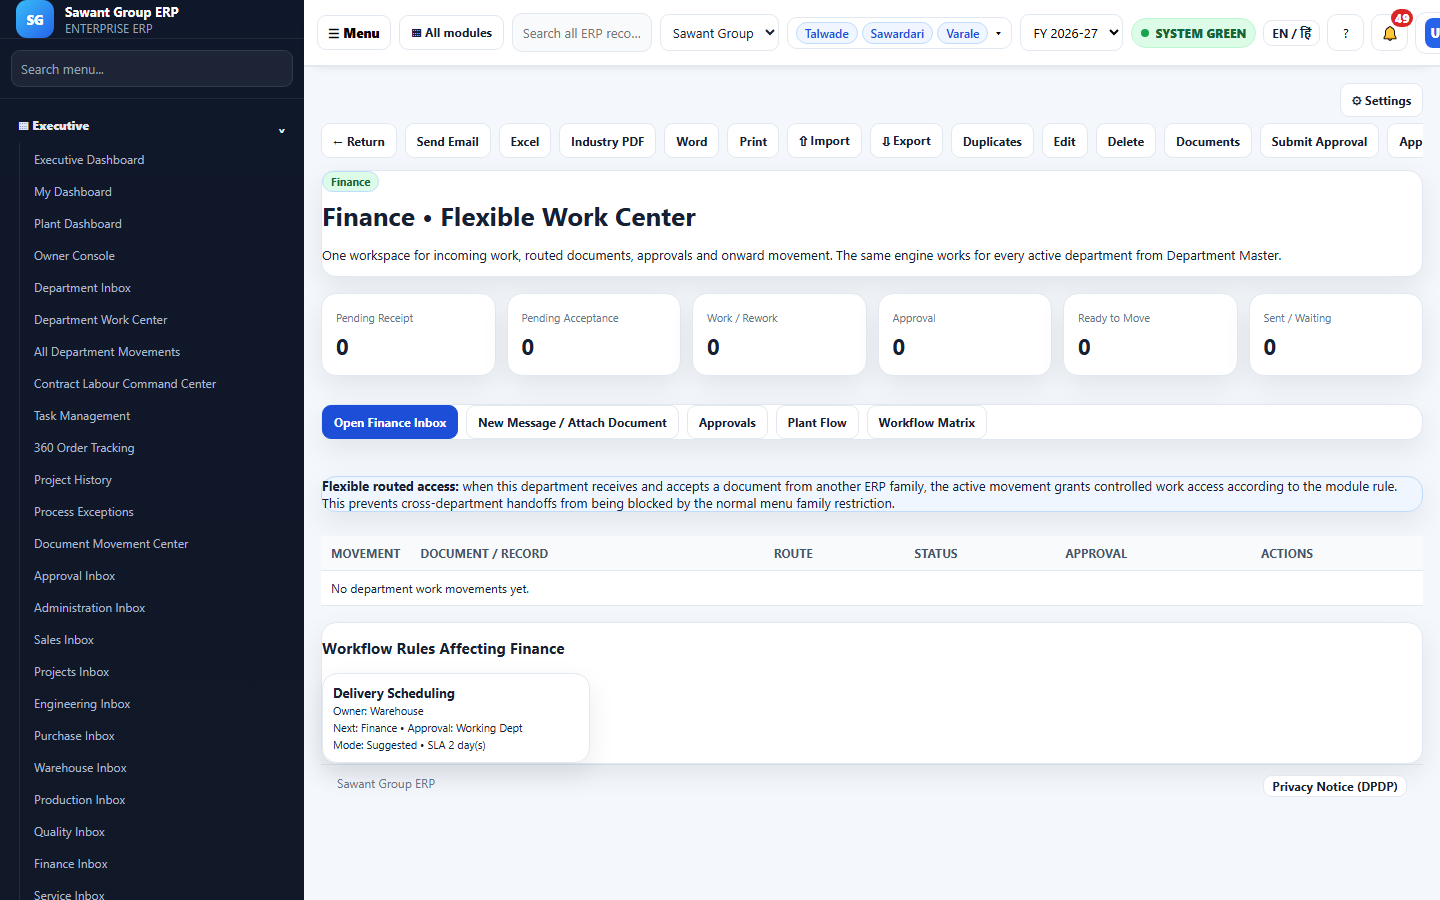 SG
Sawant Group ERP
ENTERPRISE ERP
Search menu...
Executive
Executive Dashboard
My Dashboard
Plant Dashboard
Owner Console
Department Inbox
Department Work Center
All Department Movements
Contract Labour Command Center
Task Management
360 Order Tracking
Project History
Process Exceptions
Document Movement Center
Approval Inbox
Administration Inbox
Sales Inbox
Projects Inbox
Engineering Inbox
Purchase Inbox
Warehouse Inbox
Production Inbox
Quality Inbox
Finance Inbox
Service Inbox
☰ Menu
All modules
Search all ERP reco...
Sawant Group
Talwade
Sawardari
Varale
FY 2026-27
SYSTEM GREEN
EN / हिं
?
49
U
⚙ Settings
← Return
Send Email
Excel
Industry PDF
Word
Print
⇧ Import
⇩ Export
Duplicates
Edit
Delete
Documents
Submit Approval
App
Finance
Finance • Flexible Work Center
One workspace for incoming work, routed documents, approvals and onward movement. The same engine works for every active department from Department Master.
Pending Receipt
0
Pending Acceptance
0
Work / Rework
0
Approval
0
Ready to Move
0
Sent / Waiting
0
Open Finance Inbox
New Message / Attach Document
Approvals
Plant Flow
Workflow Matrix
Flexible routed access: when this department receives and accepts a document from another ERP family, the active movement grants controlled work access according to the module rule.
This prevents cross-department handoffs from being blocked by the normal menu family restriction.
MOVEMENT DOCUMENT / RECORD ROUTE STATUS APPROVAL ACTIONS
No department work movements yet.
Workflow Rules Affecting Finance
Delivery Scheduling
Owner: Warehouse
Next: Finance • Approval: Working Dept
Mode: Suggested • SLA 2 day(s)
Sawant Group ERP
Privacy Notice (DPDP)